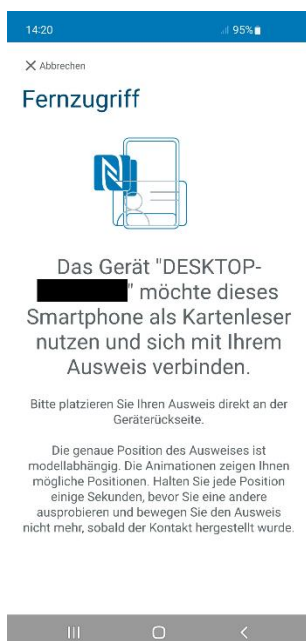 14:20
95%
Abbrechen
Fernzugriff
Das Gerät "DESKTOP-
" möchte dieses
Smartphone als Kartenleser
nutzen und sich mit Ihrem
Ausweis verbinden.
Bitte platzieren Sie Ihren Ausweis direkt an der
Geräterückseite.
Die genaue Position des Ausweises ist
modellabhängig. Die Animationen zeigen Ihnen
mögliche Positionen. Halten Sie jede Position
einige Sekunden, bevor Sie eine andere
ausprobieren und bewegen Sie den Ausweis
nicht mehr, sobald der Kontakt hergestellt wurde.